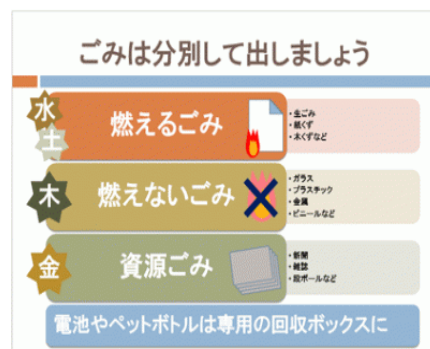 ごみは分別して出しましょう
水
土
燃えるごみ
・生ごみ
・紙くず
・木くずなど
木
燃えないごみ
・ガラス
・プラスチック
・金属
・ビニールなど
金
資源ごみ
・新聞
・雑誌
・段ボールなど
電池やペットボトルは専用の回収ボックスに